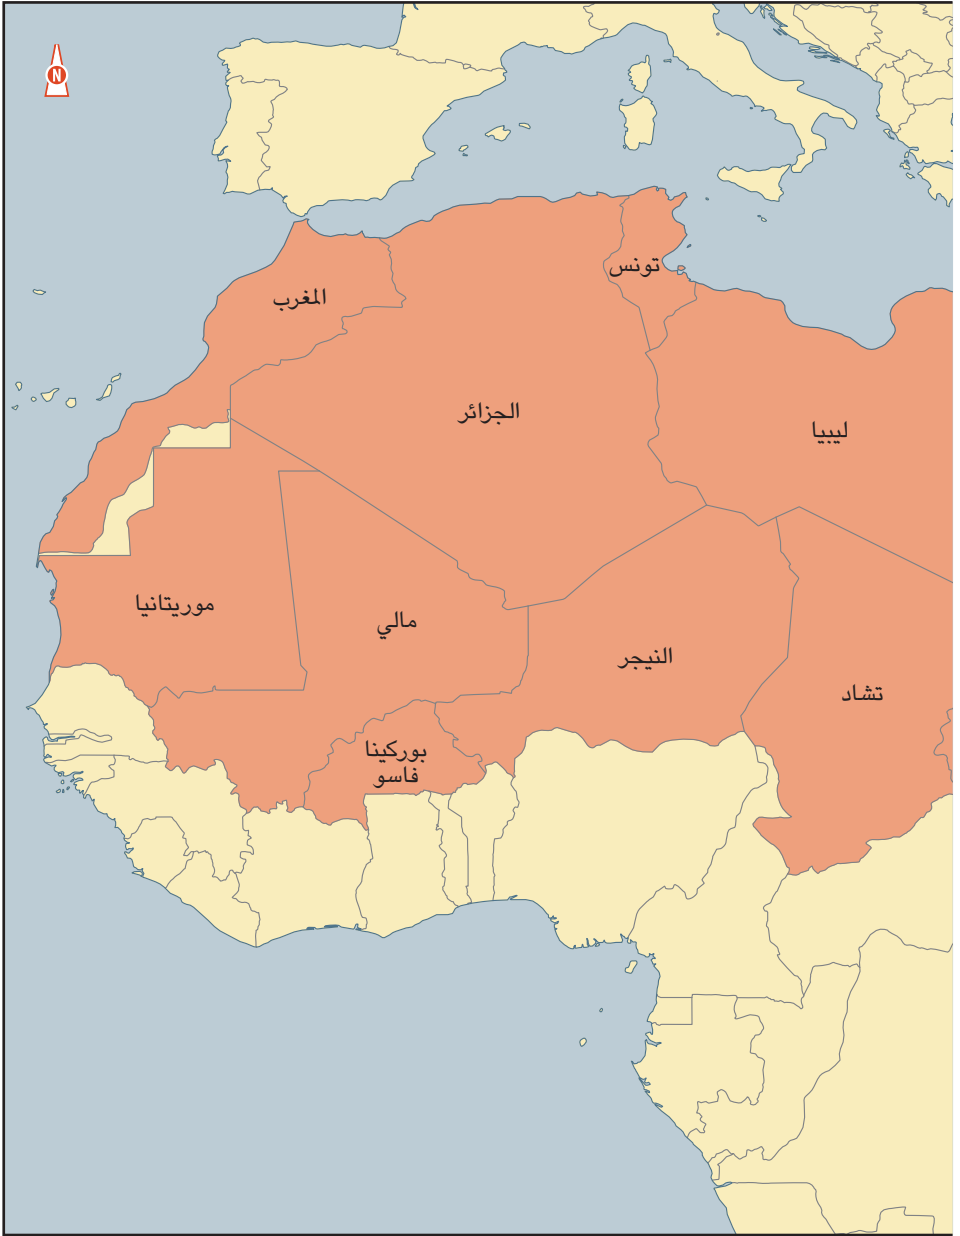 N
تونس
المغرب
الجزائر
ليبيا
موريتانيا
مالي
النيجر
تشاد
بوركينا
فاسو